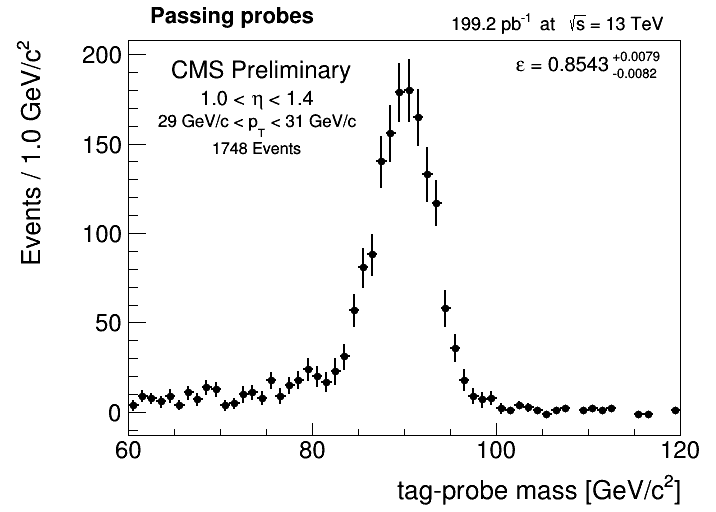 Passing probes
199.2 pb⁻¹ at √s = 13 TeV
CMS Preliminary
1.0 < η < 1.4
29 GeV/c < p_T < 31 GeV/c
1748 Events
ε = 0.8543 +0.0079 -0.0082
Events / 1.0 GeV/c²
200
150
100
50
0
60 80 100 120
tag-probe mass [GeV/c²]